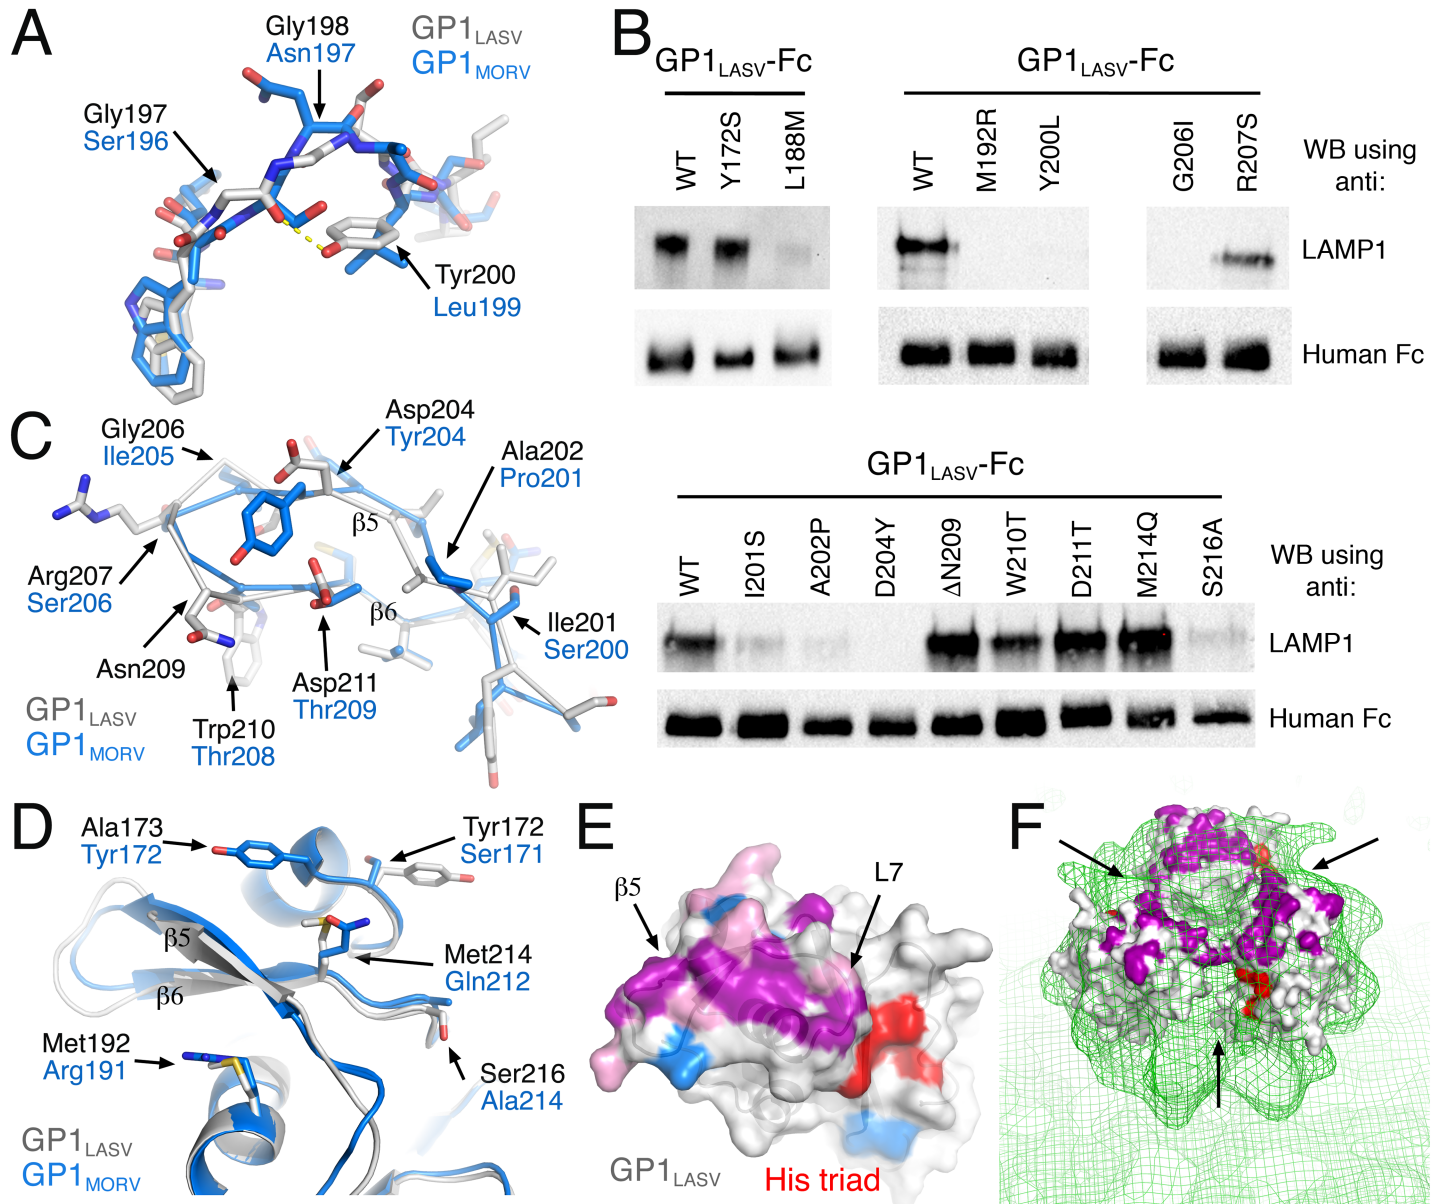 A
Gly198
Asn197
GP1LASV
GP1MORV
Gly197
Ser196
Tyr200
Leu199
B
GP1LASV-Fc
GP1LASV-Fc
WT
Y172S
L188M
WT
M192R
Y200L
G206I
R207S
WB using
anti:
LAMP1
Human Fc
C
Gly206
Ile205
Asp204
Tyr204
Ala202
Pro201
β5
Arg207
Ser206
β6
Ile201
Ser200
Asn209
Asp211
Thr209
GP1LASV
GP1MORV
Trp210
Thr208
GP1LASV-Fc
WT
I201S
A202P
D204Y
ΔN209
W210T
D211T
M214Q
S216A
WB using
anti:
LAMP1
Human Fc
D
Ala173
Tyr172
Tyr172
Ser171
β5
β6
Met214
Gln212
Met192
Arg191
Ser216
Ala214
GP1LASV
GP1MORV
E
β5
L7
GP1LASV
His triad
F